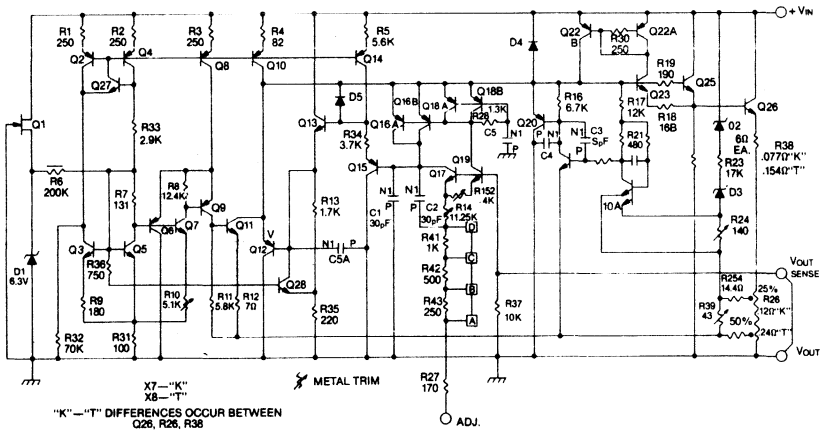 R1
250
R2
250
R3
250
R4
82
R5
5.6K
+ VIN
Q2
Q4
Q27
Q8
Q10
Q14
D4
Q22
B
R30
250
Q22A
R19
190
Q25
Q1
R33
2.9K
D5
Q13
Q16B
Q16A
Q18A
Q18B
1.3K
R28
C5
N1
P
Q20
R16
6.7K
Q23
R17
12K
R18
16B
Q26
R6
200K
R34
3.7K
Q15
Q17
Q19
P
C4
N1
P
C3
5pF
R21
480
D2
6Ω
EA.
R23
17K
D3
R38
.077Ω"K"
.154Ω"T"
R7
131
R8
12.4K
Q9
Q6
Q7
Q11
V
Q12
R13
1.7K
N1
P
C5A
N1
P
C1
30pF
N1
P
C2
30pF
R152
4K
R14
11.25K
10A
R24
140
D1
6.3V
Q3
Q5
R36
750
Q28
R41
1K
R42
500
R43
250
D
C
B
A
R37
10K
VOUT
SENSE
R9
180
R10
5.1K
R11
5.8K
R12
7Ω
R35
220
R254
14.4Ω
25%
R26
12Ω"K"
24Ω"T"
R39
43
50%
R32
70K
R31
100
VOUT
R27
170
ADJ.
METAL TRIM
X7—"K"
X8—"T"
"K"—"T" DIFFERENCES OCCUR BETWEEN
Q26, R26, R38